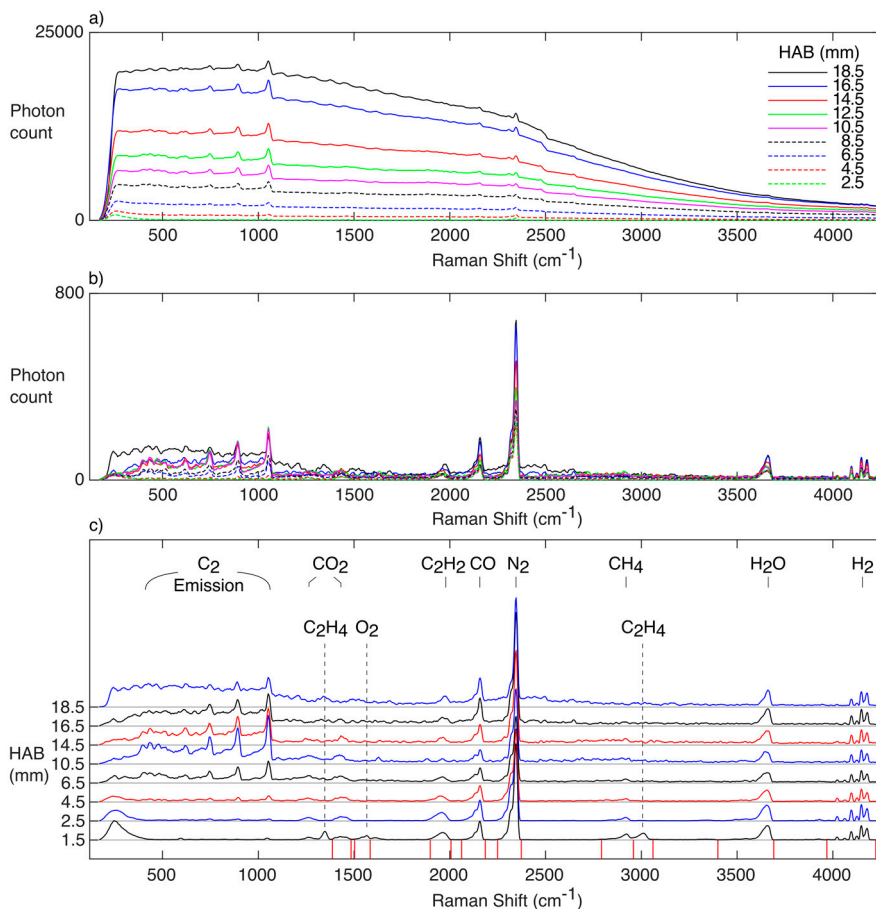 a)
25000
Photon
count
0
HAB (mm)
18.5
16.5
14.5
12.5
10.5
8.5
6.5
4.5
2.5
500 1000 1500 2000 2500 3000 3500 4000
Raman Shift (cm⁻¹)
b)
800
Photon
count
0
500 1000 1500 2000 2500 3000 3500 4000
Raman Shift (cm⁻¹)
c)
C₂ CO₂ C₂H₂ CO N₂ CH₄ H₂O H₂
Emission
C₂H₄ O₂ C₂H₄
HAB
(mm)
18.5
16.5
14.5
10.5
6.5
4.5
2.5
1.5
500 1000 1500 2000 2500 3000 3500 4000
Raman Shift (cm⁻¹)